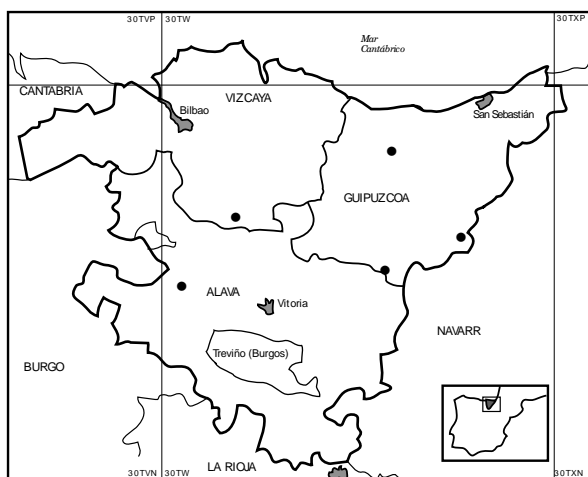 30TVP 30TW 30TXP
Mar
Cantábrico
CANTABRIA
VIZCAYA
Bilbao
San Sebastián
GUIPUZCOA
ALAVA
Vitoria
NAVARR
Treviño (Burgos)
BURGO
LA RIOJA
30TVN 30TW 30TXN